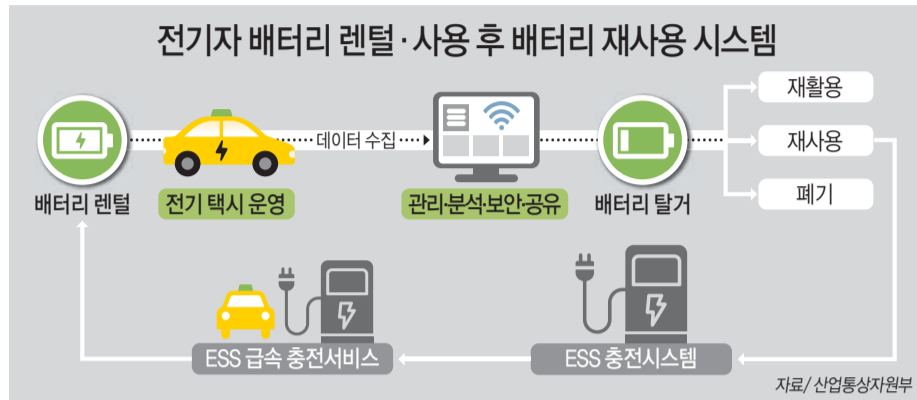 전기자 배터리 렌털·사용 후 배터리 재사용 시스템
재활용
데이터 수집
재사용
배터리 렌털
전기 택시 운영
관리·분석·보안·공유
배터리 탈거
폐기
ESS 급속 충전서비스
ESS 충전시스템
자료/ 산업통상자원부